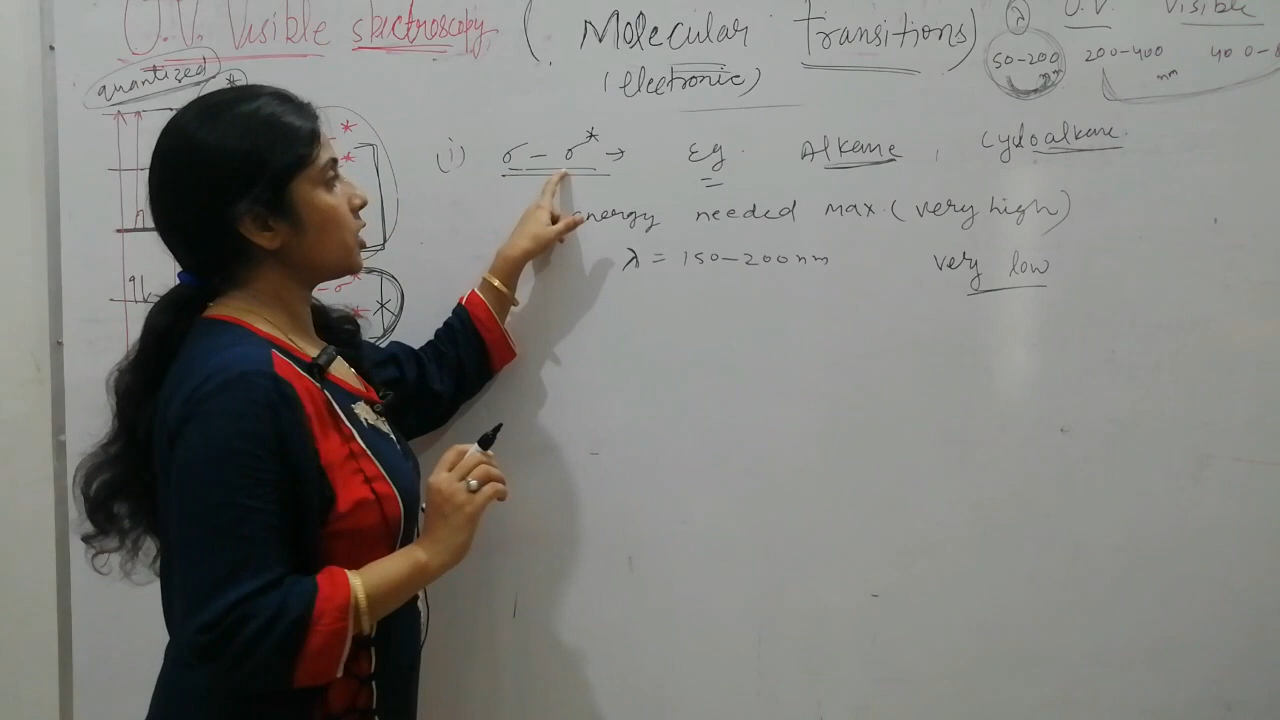 U.V. Visible spectroscopy ( Molecular Transitions)
(Electronic)
λ U.V. Visible
50-200 nm 200-400 nm 400-
quantized
*
-*
*
n
-σ*
*
(i) σ - σ* → Eg. Alkane, Cycloalkane.
energy needed max. (very high)
λ = 150-200nm very low